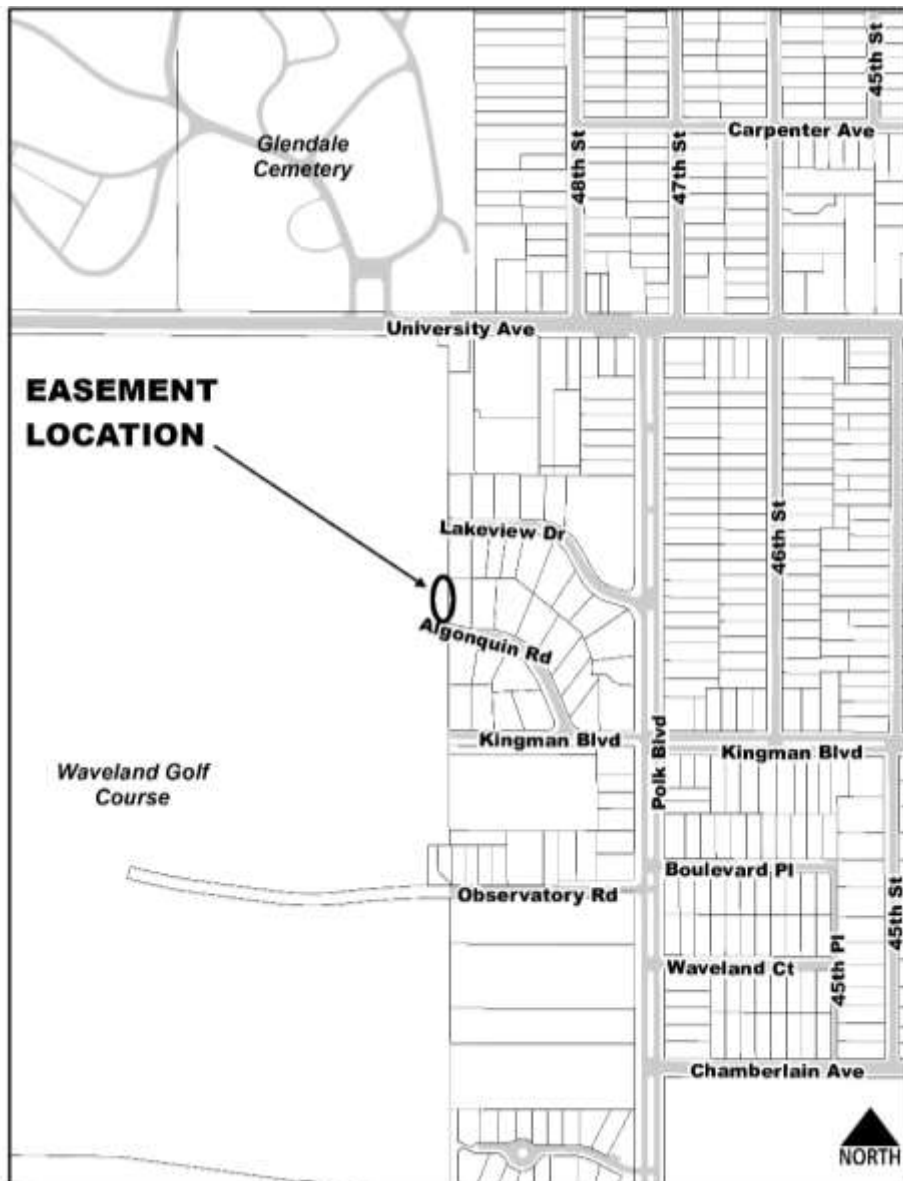 45th St
Carpenter Ave
Glendale
Cemetery
48th St
47th St
University Ave
EASEMENT
LOCATION
Lakeview Dr
46th St
Algonquin Rd
Kingman Blvd
Kingman Blvd
Polk Blvd
Waveland Golf
Course
Boulevard Pl
Observatory Rd
45th St
45th Pl
Waveland Ct
Chamberlain Ave
NORTH